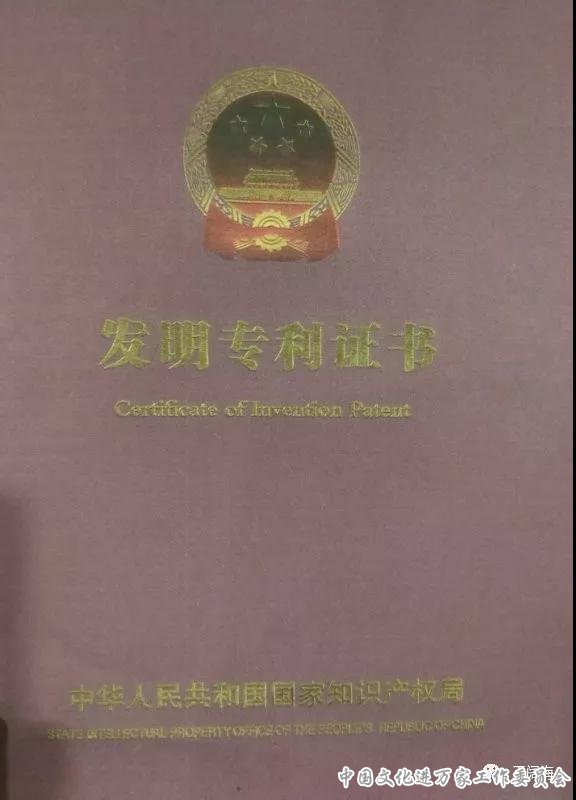 发明专利证书
Certificate of Invention Patent
中华人民共和国国家知识产权局
STATE INTELLECTURL PROPERTY OFFICE OF THE PEOPLE'S REPUBLIC OF CHINA
中国文化进万家工作委员会